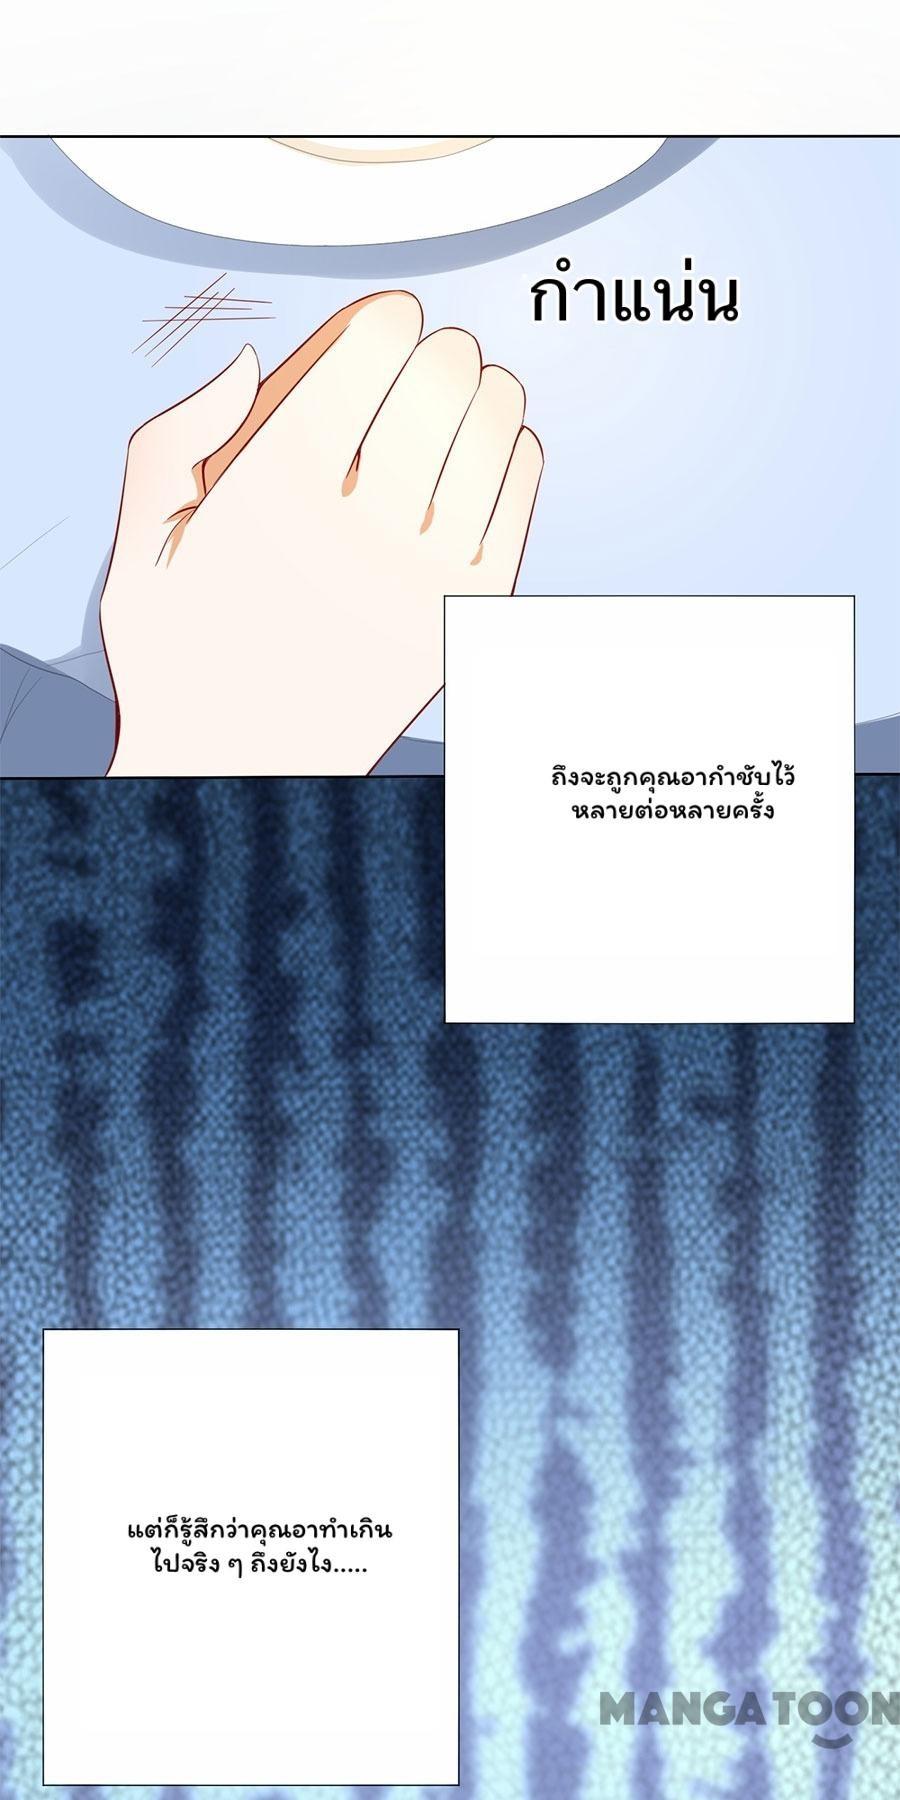 กำแน่น
ถึงจะถูกคุณอากำชับไว้
หลายต่อหลายครั้ง
แต่ก็รู้สึกว่าคุณอาทำเกิน
ไปจริง ๆ ถึงยังไง.....
MANGATOON